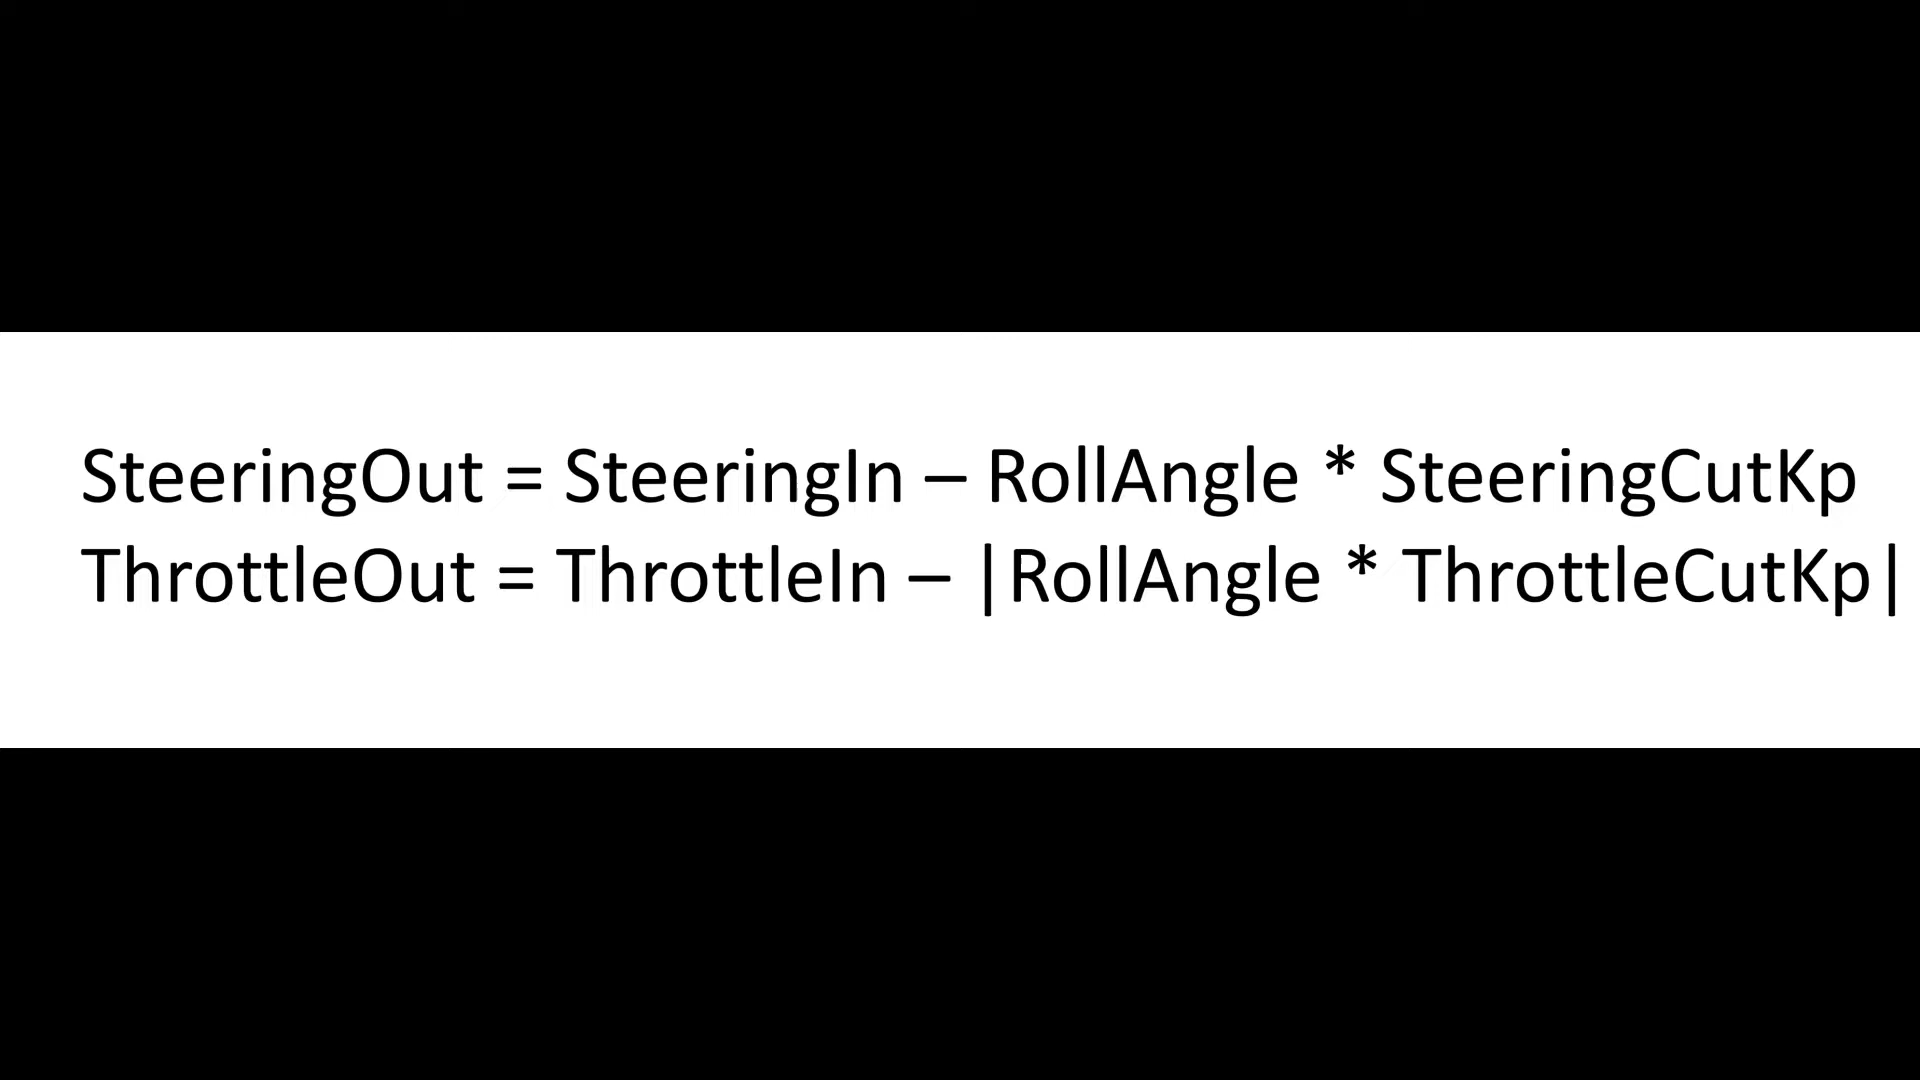 SteeringOut = SteeringIn – RollAngle * SteeringCutKp
ThrottleOut = ThrottleIn – |RollAngle * ThrottleCutKp|